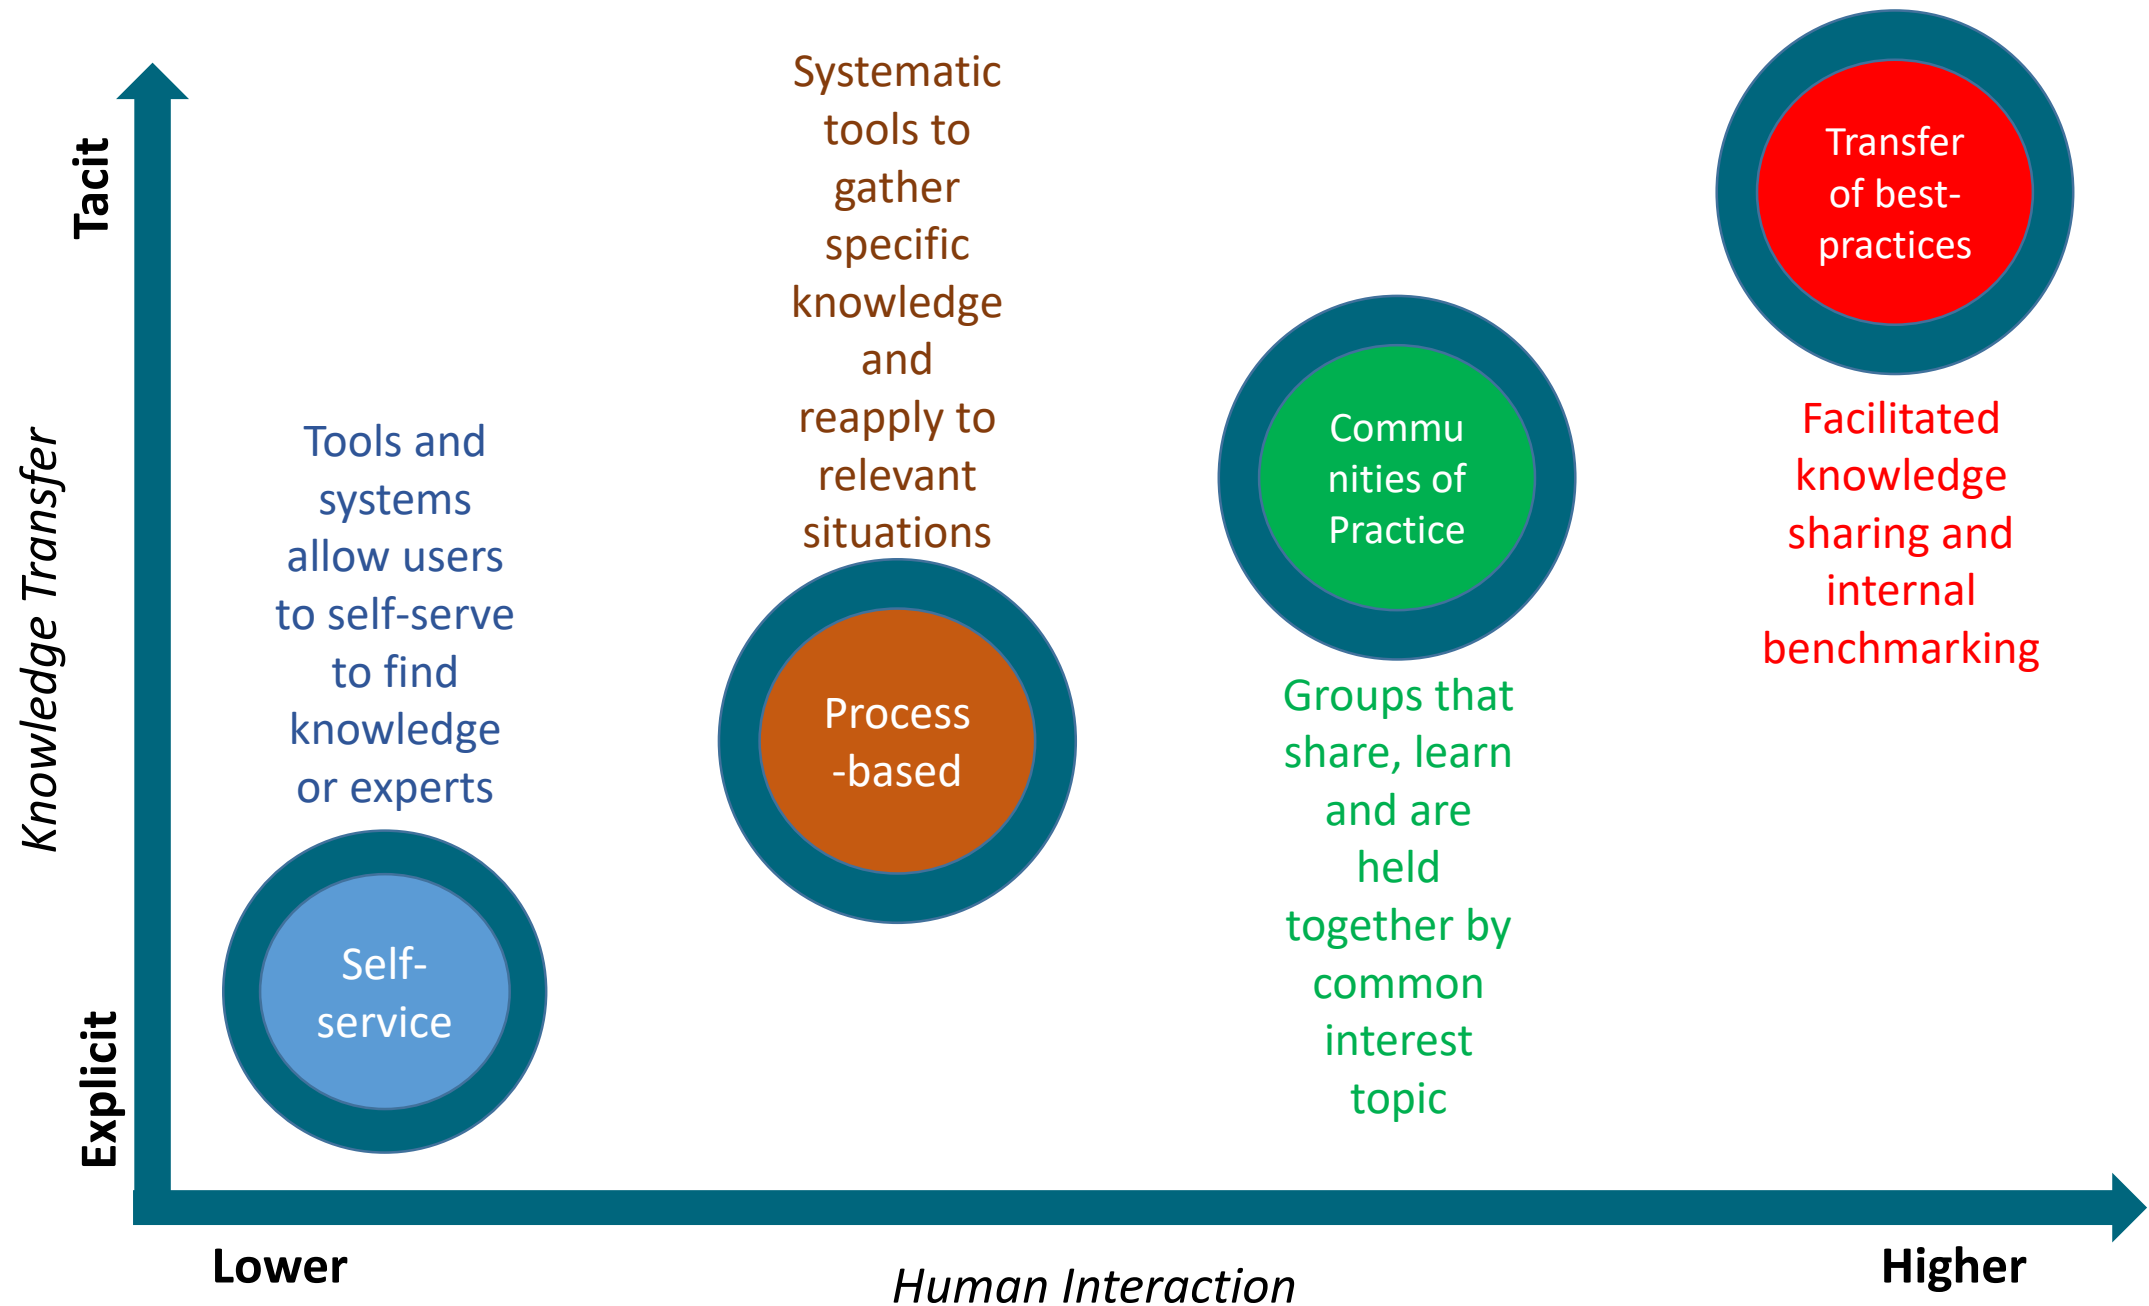 Knowledge Transfer
Tacit
Explicit
Tools and
systems
allow users
to self-serve
to find
knowledge
or experts
Self-
service
Systematic
tools to
gather
specific
knowledge
and
reapply to
relevant
situations
Process
-based
Commu
nities of
Practice
Groups that
share, learn
and are
held
together by
common
interest
topic
Transfer
of best-
practices
Facilitated
knowledge
sharing and
internal
benchmarking
Lower
Human Interaction
Higher